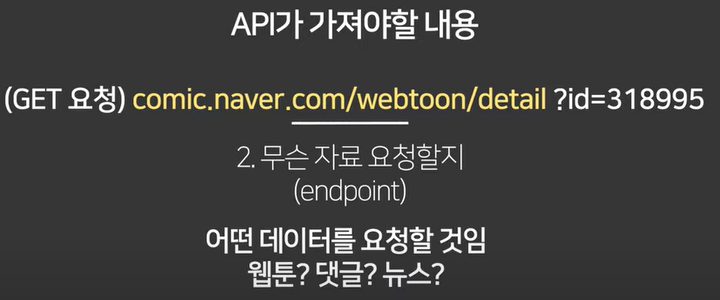 API가 가져야할 내용
(GET 요청) comic.naver.com/webtoon/detail ?id=318995
2. 무슨 자료 요청할지
(endpoint)
어떤 데이터를 요청할 것임
웹툰? 댓글? 뉴스?